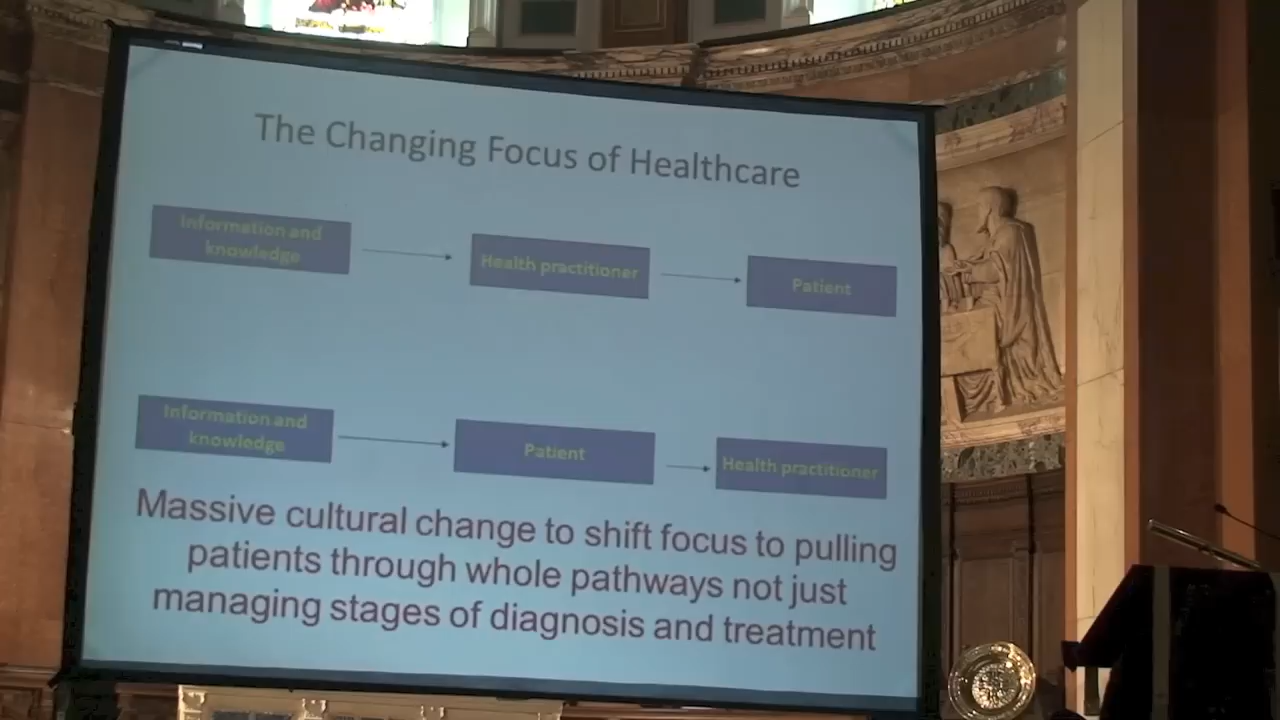 The Changing Focus of Healthcare
Information and
knowledge
Health practitioner
Patient
Information and
knowledge
Patient
Health practitioner
Massive cultural change to shift focus to pulling
patients through whole pathways not just
managing stages of diagnosis and treatment